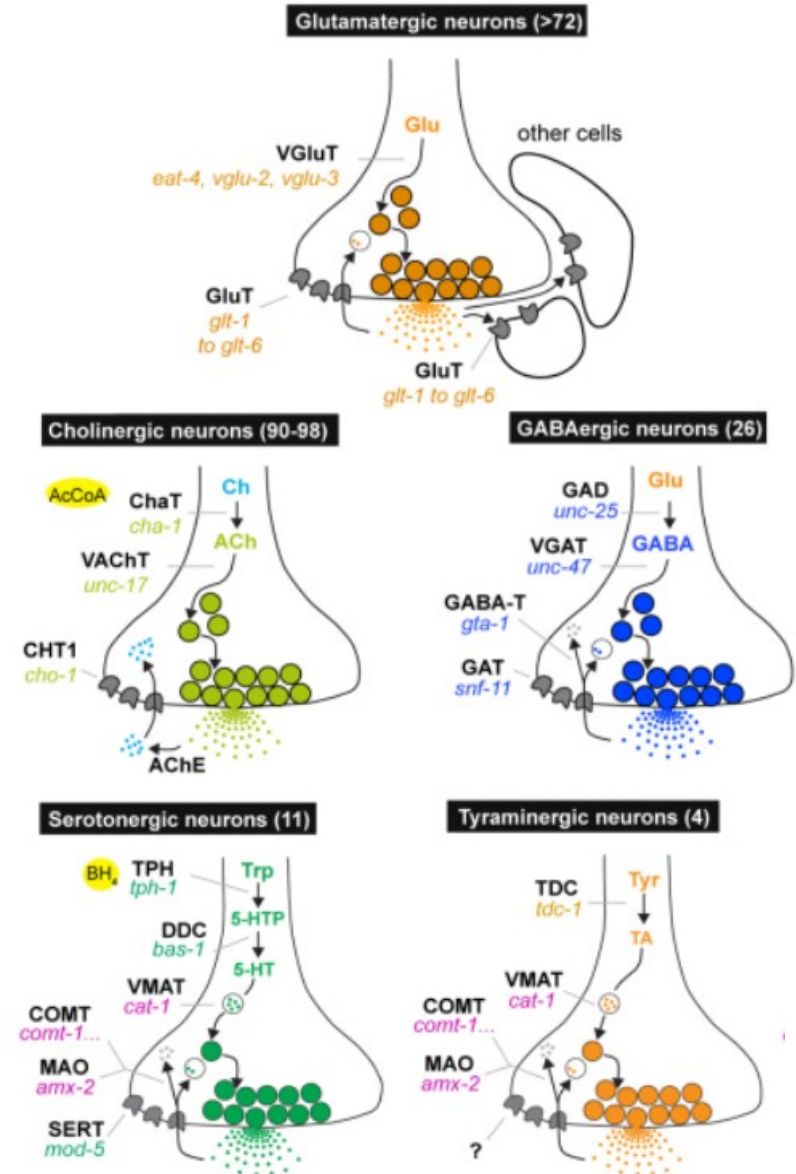 Glutamatergic neurons (>72)
Glu
other cells
VGluT
eat-4, vglu-2, vglu-3
GluT
glt-1
to glt-6
GluT
glt-1 to glt-6
Cholinergic neurons (90-98)
AcCoA
Ch
ChaT
cha-1
ACh
VAChT
unc-17
CHT1
cho-1
AChE
GABAergic neurons (26)
Glu
GAD
unc-25
GABA
VGAT
unc-47
GABA-T
gta-1
GAT
snf-11
Serotonergic neurons (11)
BH₄
TPH
tph-1
Trp
5-HTP
DDC
bas-1
5-HT
VMAT
cat-1
COMT
comt-1...
MAO
amx-2
SERT
mod-5
Tyraminergic neurons (4)
Tyr
TDC
tdc-1
TA
VMAT
cat-1
COMT
comt-1...
MAO
amx-2
?